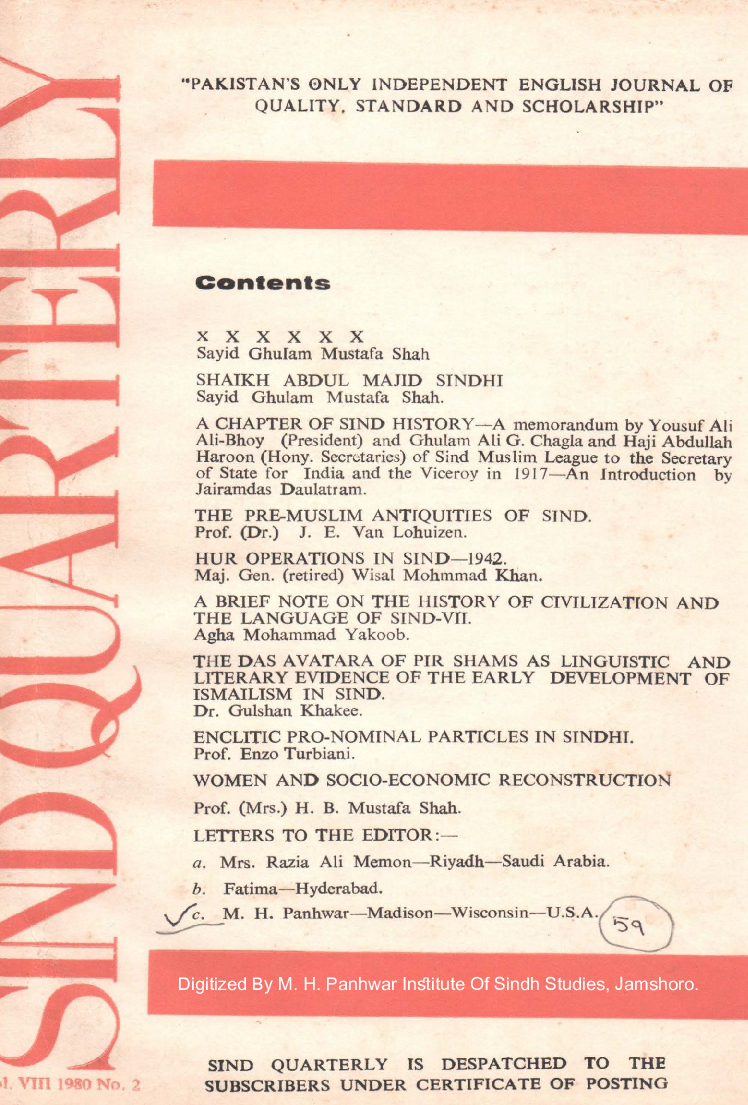 SIND QUARTERLY
"PAKISTAN'S ONLY INDEPENDENT ENGLISH JOURNAL OF
QUALITY, STANDARD AND SCHOLARSHIP"
Contents
X X X X X X
Sayid Ghulam Mustafa Shah
SHAIKH ABDUL MAJID SINDHI
Sayid Ghulam Mustafa Shah.
A CHAPTER OF SIND HISTORY—A memorandum by Yousuf Ali
Ali-Bhoy (President) and Ghulam Ali G. Chagla and Haji Abdullah
Haroon (Hony. Secretaries) of Sind Muslim League to the Secretary
of State for India and the Viceroy in 1917—An Introduction by
Jairamdas Daulatram.
THE PRE-MUSLIM ANTIQUITIES OF SIND.
Prof. (Dr.) J. E. Van Lohuizen.
HUR OPERATIONS IN SIND—1942.
Maj. Gen. (retired) Wisal Mohmmad Khan.
A BRIEF NOTE ON THE HISTORY OF CIVILIZATION AND
THE LANGUAGE OF SIND-VII.
Agha Mohammad Yakoob.
THE DAS AVATARA OF PIR SHAMS AS LINGUISTIC AND
LITERARY EVIDENCE OF THE EARLY DEVELOPMENT OF
ISMAILISM IN SIND.
Dr. Gulshan Khakee.
ENCLITIC PRO-NOMINAL PARTICLES IN SINDHI.
Prof. Enzo Turbiani.
WOMEN AND SOCIO-ECONOMIC RECONSTRUCTION
Prof. (Mrs.) H. B. Mustafa Shah.
LETTERS TO THE EDITOR:—
a. Mrs. Razia Ali Memon—Riyadh—Saudi Arabia.
b. Fatima—Hyderabad.
c. M. H. Panhwar—Madison—Wisconsin—U.S.A. 59
Digitized By M. H. Panhwar Institute Of Sindh Studies, Jamshoro.
SIND QUARTERLY IS DESPATCHED TO THE
SUBSCRIBERS UNDER CERTIFICATE OF POSTING
VIII 1980 No. 2